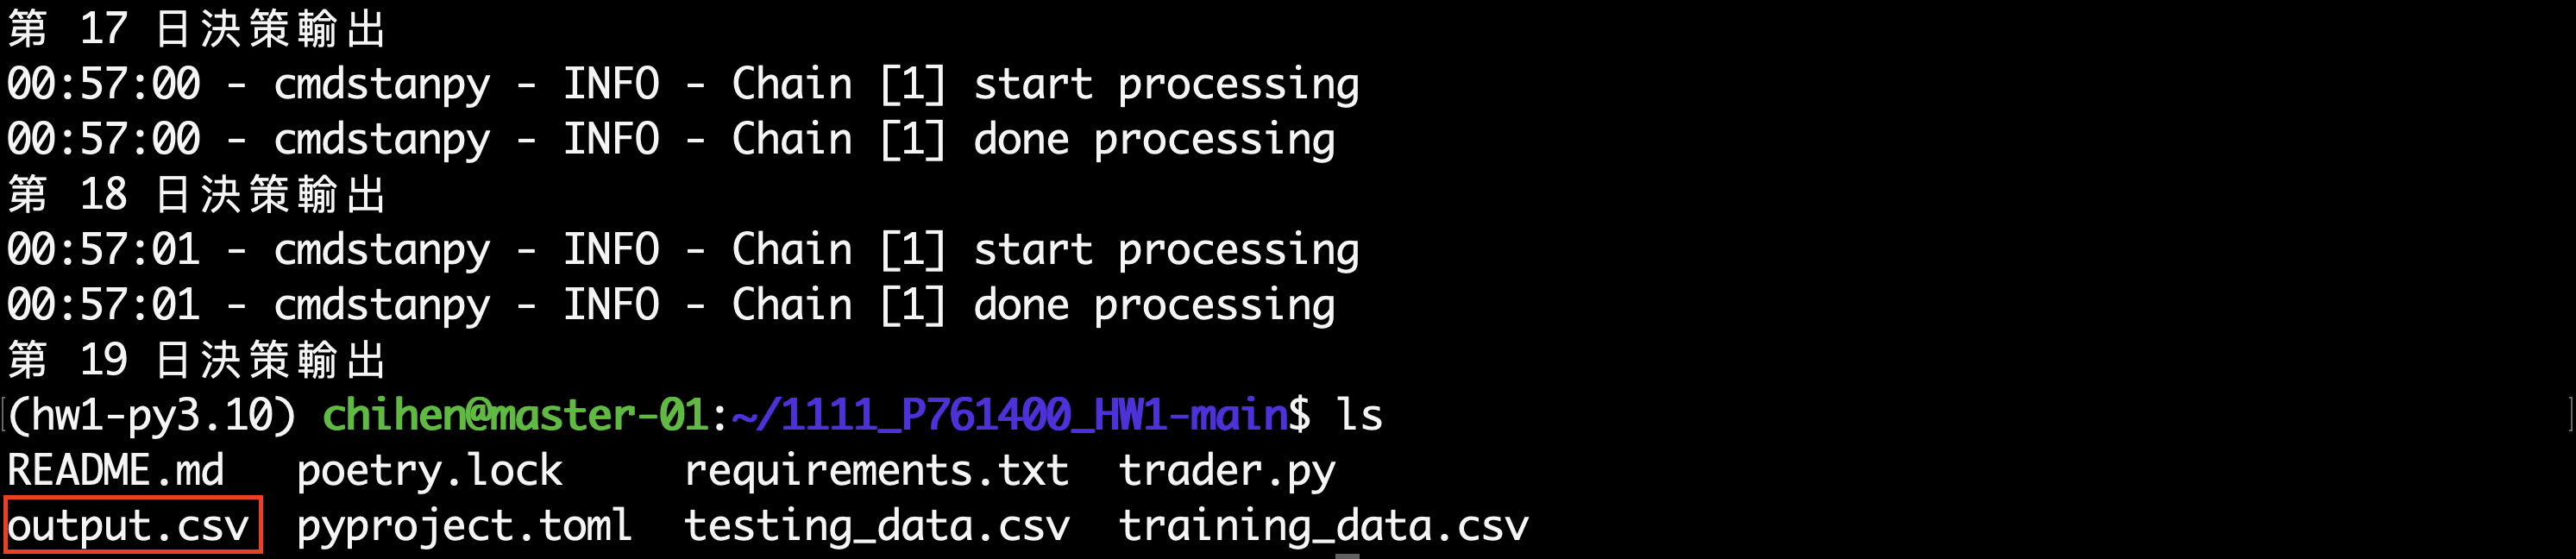 第 17 日決策輸出
00:57:00 - cmdstanpy - INFO - Chain [1] start processing
00:57:00 - cmdstanpy - INFO - Chain [1] done processing
第 18 日決策輸出
00:57:01 - cmdstanpy - INFO - Chain [1] start processing
00:57:01 - cmdstanpy - INFO - Chain [1] done processing
第 19 日決策輸出
(hw1-py3.10) chihen@master-01:~/1111_P761400_HW1-main$ ls
README.md poetry.lock requirements.txt trader.py
output.csv pyproject.toml testing_data.csv training_data.csv